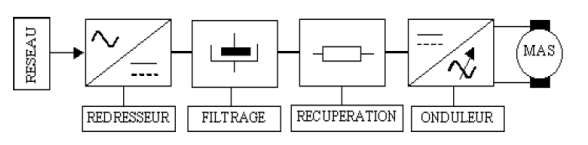 RESEAU
MAS
REDRESSEUR
FILTRAGE
RECUPERATION
ONDULEUR